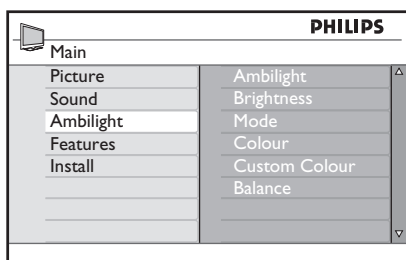 PHILIPS
Main
Picture
Sound
Ambilight
Features
Install
Ambilight
Brightness
Mode
Colour
Custom Colour
Balance